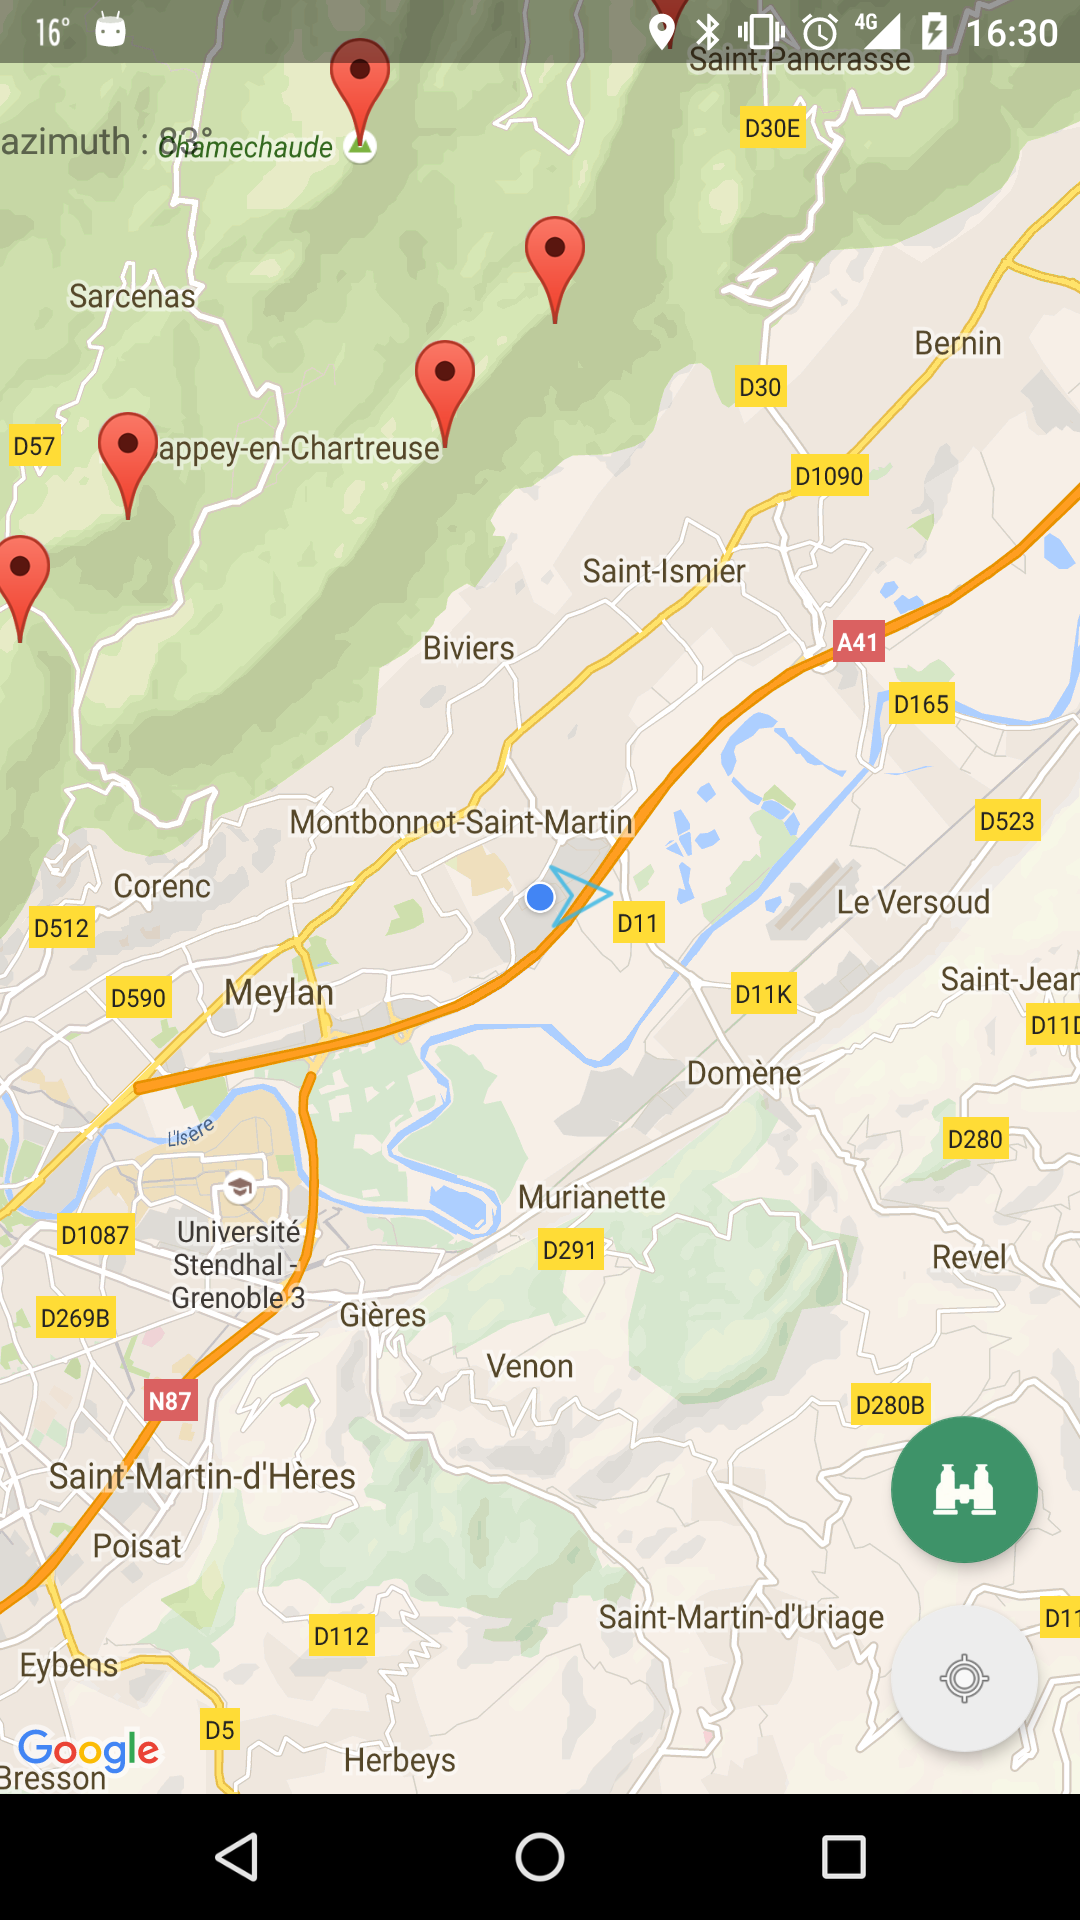 16°
4G
16:30
Saint-Pancrasse
D30E
azimuth : 83°
Chamechaude
Sarcenas
Bernin
D30
D57
appey-en-Chartreuse
D1090
Saint-Ismier
A41
Biviers
D165
Montbonnot-Saint-Martin
D523
Corenc
Le Versoud
D512
D11
Saint-Jean
D590
Meylan
D11K
D11D
Domène
L'Isère
D280
Murianette
Université
Stendhal -
Grenoble 3
D1087
D291
Revel
D269B
Gières
Venon
N87
D280B
Saint-Martin-d'Hères
Poisat
Saint-Martin-d'Uriage
D11
D112
Eybens
D5
Google
Herbeys
Bresson